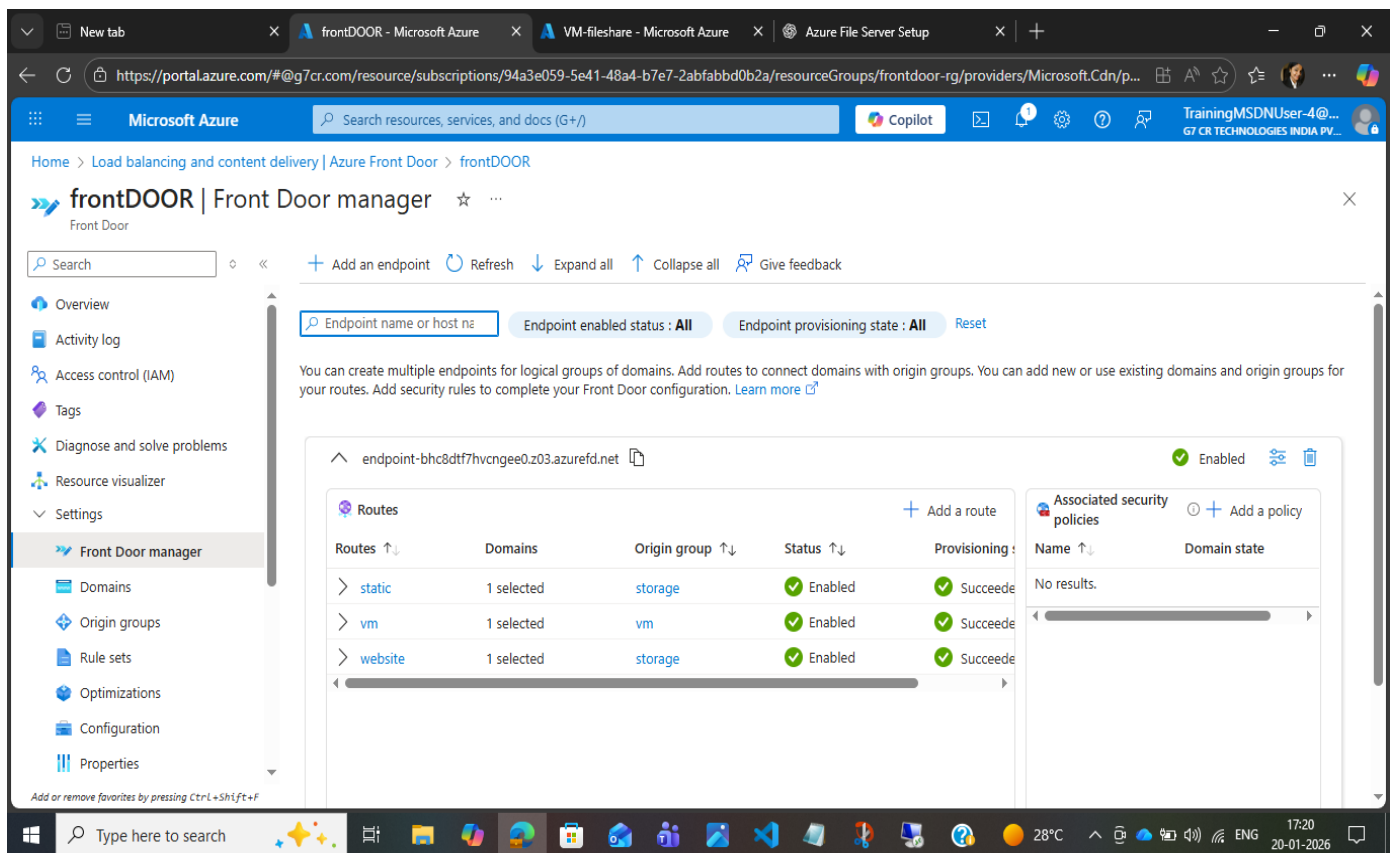 New tab
frontDOOR - Microsoft Azure
VM-fileshare - Microsoft Azure
Azure File Server Setup
https://portal.azure.com/#@g7cr.com/resource/subscriptions/94a3e059-5e41-48a4-b7e7-2abfabbd0b2a/resourceGroups/frontdoor-rg/providers/Microsoft.Cdn/p...
Microsoft Azure
Search resources, services, and docs (G+/)
Copilot
1
TrainingMSDNUser-4@...
G7 CR TECHNOLOGIES INDIA PV...
Home > Load balancing and content delivery | Azure Front Door > frontDOOR
frontDOOR | Front Door manager
Front Door
Search
Add an endpoint
Refresh
Expand all
Collapse all
Give feedback
Overview
Activity log
Access control (IAM)
Tags
Diagnose and solve problems
Resource visualizer
Settings
Front Door manager
Domains
Origin groups
Rule sets
Optimizations
Configuration
Properties
Add or remove favorites by pressing Ctrl+Shift+F
Endpoint name or host na
Endpoint enabled status : All
Endpoint provisioning state : All
Reset
You can create multiple endpoints for logical groups of domains. Add routes to connect domains with origin groups. You can add new or use existing domains and origin groups for
your routes. Add security rules to complete your Front Door configuration. Learn more
endpoint-bhc8dtf7hvcngee0.z03.azurefd.net
Enabled
Routes
Add a route
Routes Domains Origin group Status Provisioning s
static 1 selected storage Enabled Succeede
vm 1 selected vm Enabled Succeede
website 1 selected storage Enabled Succeede
Associated security
policies
Add a policy
Name Domain state
No results.
Type here to search
28°C
ENG
17:20
20-01-2026